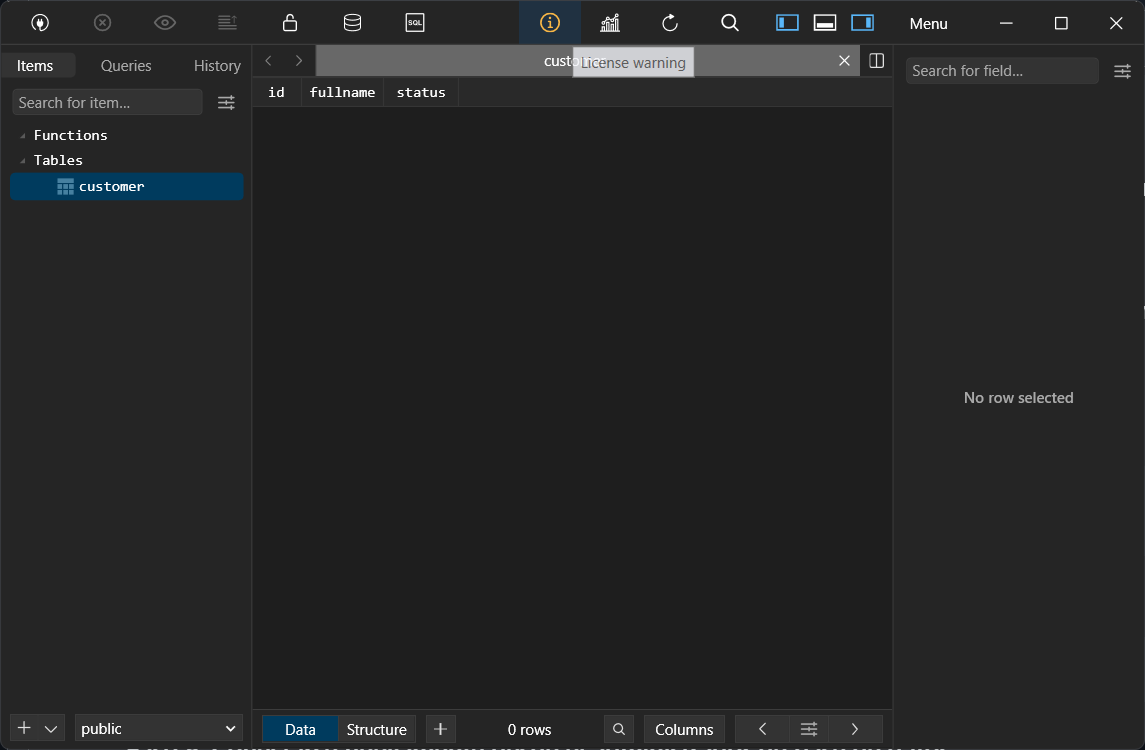 SQL
Menu
Items
Queries
History
License warning
Search for field...
Search for item...
id
fullname
status
Functions
Tables
customer
No row selected
public
Data
Structure
0 rows
Columns